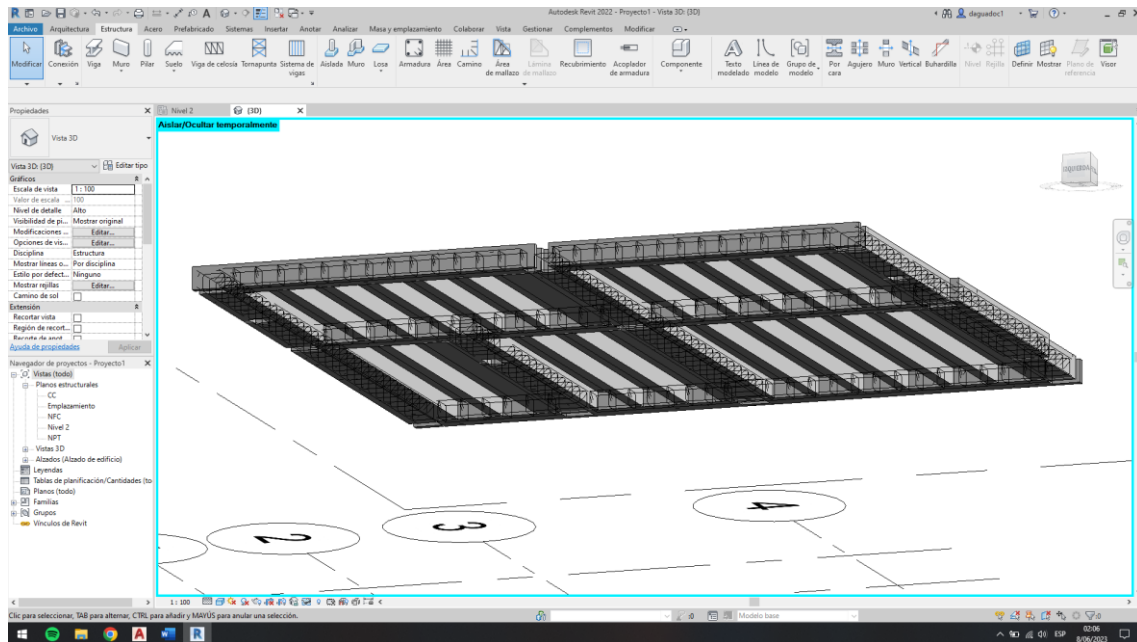 Autodesk Revit 2022 - Proyecto1 - Vista 3D: {3D}
deguadoc1
Archivo Arquitectura Estructura Acero Prefabricado Sistemas Insertar Anotar Analizar Masa y emplazamiento Colaborar Vista Gestionar Complementos Modificar
Modificar Conexión Viga Muro Pilar Suelo Viga de celosía Tornapunta Sistema de vigas Aislada Muro Losa Armadura Área Camino Área de mallazo Lámina de mallazo Recubrimiento Acoplador de armadura Componente Texto modelado Línea de modelo Grupo de modelo Por cara Agujero Muro Vertical Buhardilla Nivel Rejilla Definir Mostrar Plano de referencia Visor
Propiedades
Nivel 2
{3D}
Aislar/Ocultar temporalmente
Vista 3D
Vista 3D: {3D}
Editar tipo
Gráficos
Escala de vista 1 : 100
Valor de escala ... 100
Nivel de detalle Alto
Visibilidad de pi... Mostrar original
Modificaciones ... Editar...
Opciones de vis... Editar...
Disciplina Estructura
Mostrar líneas o... Por disciplina
Estilo por defect... Ninguno
Mostrar rejillas Editar...
Camino de sol
Extensión
Recortar vista
Región de recort...
Recorte de anot...
Ayuda de propiedades
Aplicar
Navegador de proyectos - Proyecto1
Vistas (todo)
Planos estructurales
CC
Emplazamiento
NFC
Nivel 2
NPT
Vistas 3D
Alzados (Alzado de edificio)
Leyendas
Tablas de planificación/Cantidades (to
Planos (todo)
Familias
Grupos
Vínculos de Revit
IZQUIERDA
2
3
4
1 : 100
Clic para seleccionar, TAB para alternar, CTRL para añadir y MAYÚS para anular una selección.
:0
Modelo base
:0
ESP
02:06
8/06/2023